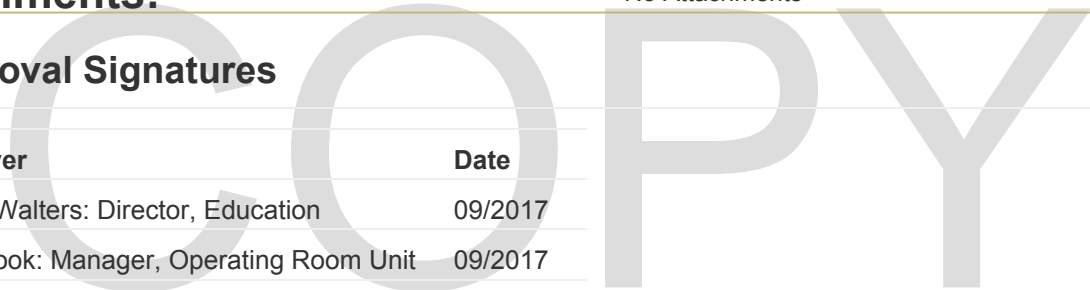 No Attachments
oval Signatures
er Date
Walters: Director, Education 09/2017
ook: Manager, Operating Room Unit 09/2017
COPY